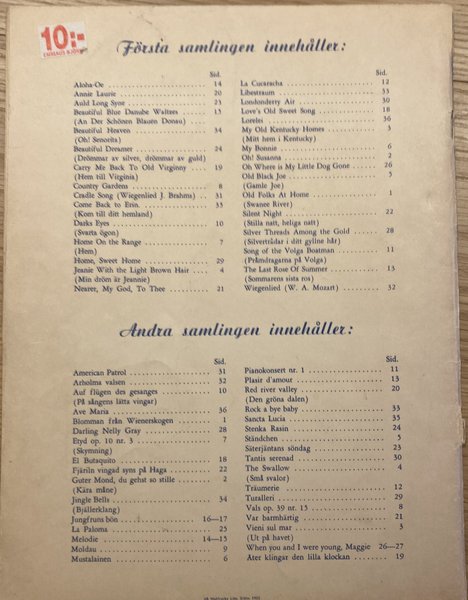 10:-
Första samlingen innehåller:
Sid.
Aloha-Oe 14
Annie Laurie 20
Auld Long Syne 23
Beautiful Blue Danube Waltzes 15
(An Der Schönen Blauen Donau)
Beautiful Heaven 34
(Oh! Senorita)
Beautiful Dreamer 24
(Drömmar av silver, drömmar av guld)
Carry Me Back To Old Virginny 19
(Hem till Virginia)
Country Gardens 8
Cradle Song (Wiegenlied J. Brahms) 31
Come Back to Erin 33
(Kom till ditt hemland)
Darks Eyes 10
(Svarta ögon)
Home On the Range 7
(Hem)
Home, Sweet Home 29
Jeanie With the Light Brown Hair 4
(Min dröm är Jeannie)
Nearer, My God, To Thee 21
Sid.
La Cucaracha 12
Libestraum 33
Londonderry Air 30
Love's Old Sweet Song 18
Lorelei 36
My Old Kentucky Homes 3
(Mitt hem i Kentucky)
My Bonnie 6
Oh! Susanna 2
Oh Where is My Little Dog Gone 26
Old Black Joe 5
(Gamle Joe)
Old Folks At Home 1
(Swanee River)
Silent Night 22
(Stilla natt, heliga natt)
Silver Threads Among the Gold 28
(Silvertrådar i ditt gyllne hår)
Song of the Volga Boatman 11
(Pråmdragarna på Volga)
The Last Rose Of Summer 13
(Sommarens sista ros)
Wiegenlied (W. A. Mozart) 32
Andra samlingen innehåller:
Sid.
American Patrol 31
Arholma valsen 32
Auf flügen des gesanges 10
(På sångens lätta vingar)
Ave Maria 36
Blomman från Wienerskogen 1
Darling Nelly Gray 28
Etyd op. 10 nr. 3 7
(Skymning)
El Butaquito 18
Fjäriln vingad syns på Haga 22
Guter Mond, du gehst so stille 2
(Kära måne)
Jingle Bells 34
(Bjällerklang)
Jungfruns bön 16—17
La Paloma 25
Melodie 14—15
Moldau 9
Mustalainen 6
Sid.
Pianokonsert nr. 1 11
Plasir d'amour 13
Red river valley 20
(Den gröna dalen)
Rock a bye baby 33
Sancta Lucia 35
Stenka Rasin 24
Ständchen 5
Säterjäntans söndag 23
Tantis serenad 30
The Swallow 4
(Små svalor)
Träumerie 12
Turalleri 29
Vals op. 39 nr. 15 8
Var barmhärtig 21
Vieni sul mar 3
(Ut på havet)
When you and I were young, Maggie 26—27
Åter klingar den lilla klockan 19